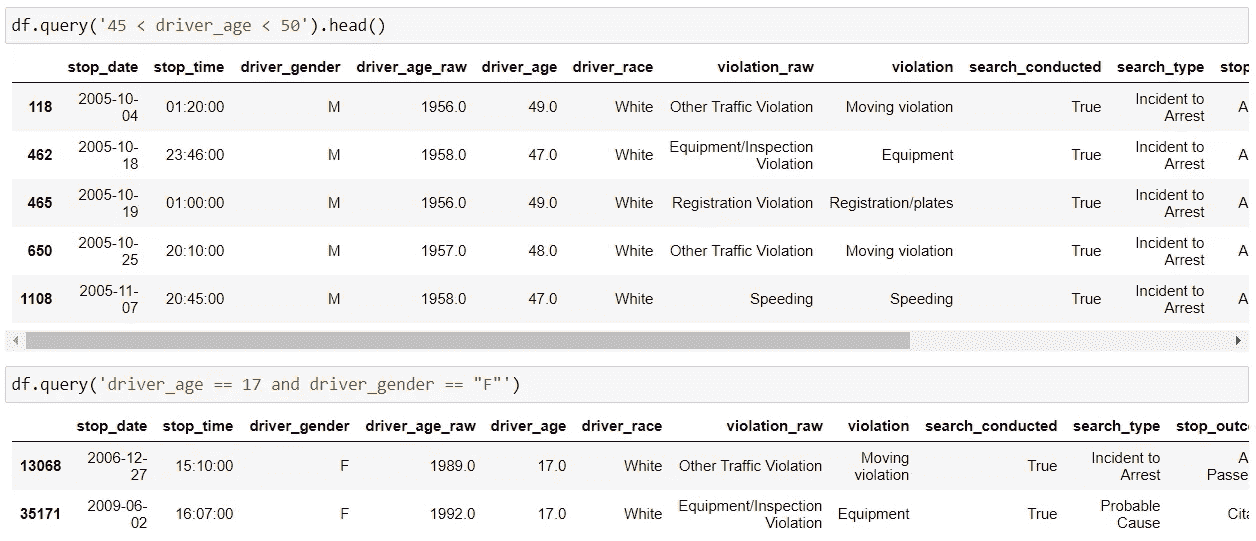 df.query('45 < driver_age < 50').head()
stop_date stop_time driver_gender driver_age_raw driver_age driver_race violation_raw violation search_conducted search_type stop
118 2005-10-04 01:20:00 M 1956.0 49.0 White Other Traffic Violation Moving violation True Incident to Arrest A
462 2005-10-18 23:46:00 M 1958.0 47.0 White Equipment/Inspection Violation Equipment True Incident to Arrest A
465 2005-10-19 01:00:00 M 1956.0 49.0 White Registration Violation Registration/plates True Incident to Arrest A
650 2005-10-25 20:10:00 M 1957.0 48.0 White Other Traffic Violation Moving violation True Incident to Arrest A
1108 2005-11-07 20:45:00 M 1958.0 47.0 White Speeding Speeding True Incident to Arrest A
df.query('driver_age == 17 and driver_gender == "F"')
stop_date stop_time driver_gender driver_age_raw driver_age driver_race violation_raw violation search_conducted search_type stop_outc
13068 2006-12-27 15:10:00 F 1989.0 17.0 White Other Traffic Violation Moving violation True Incident to Arrest A Passe
35171 2009-06-02 16:07:00 F 1992.0 17.0 White Equipment/Inspection Violation Equipment True Probable Cause Cita